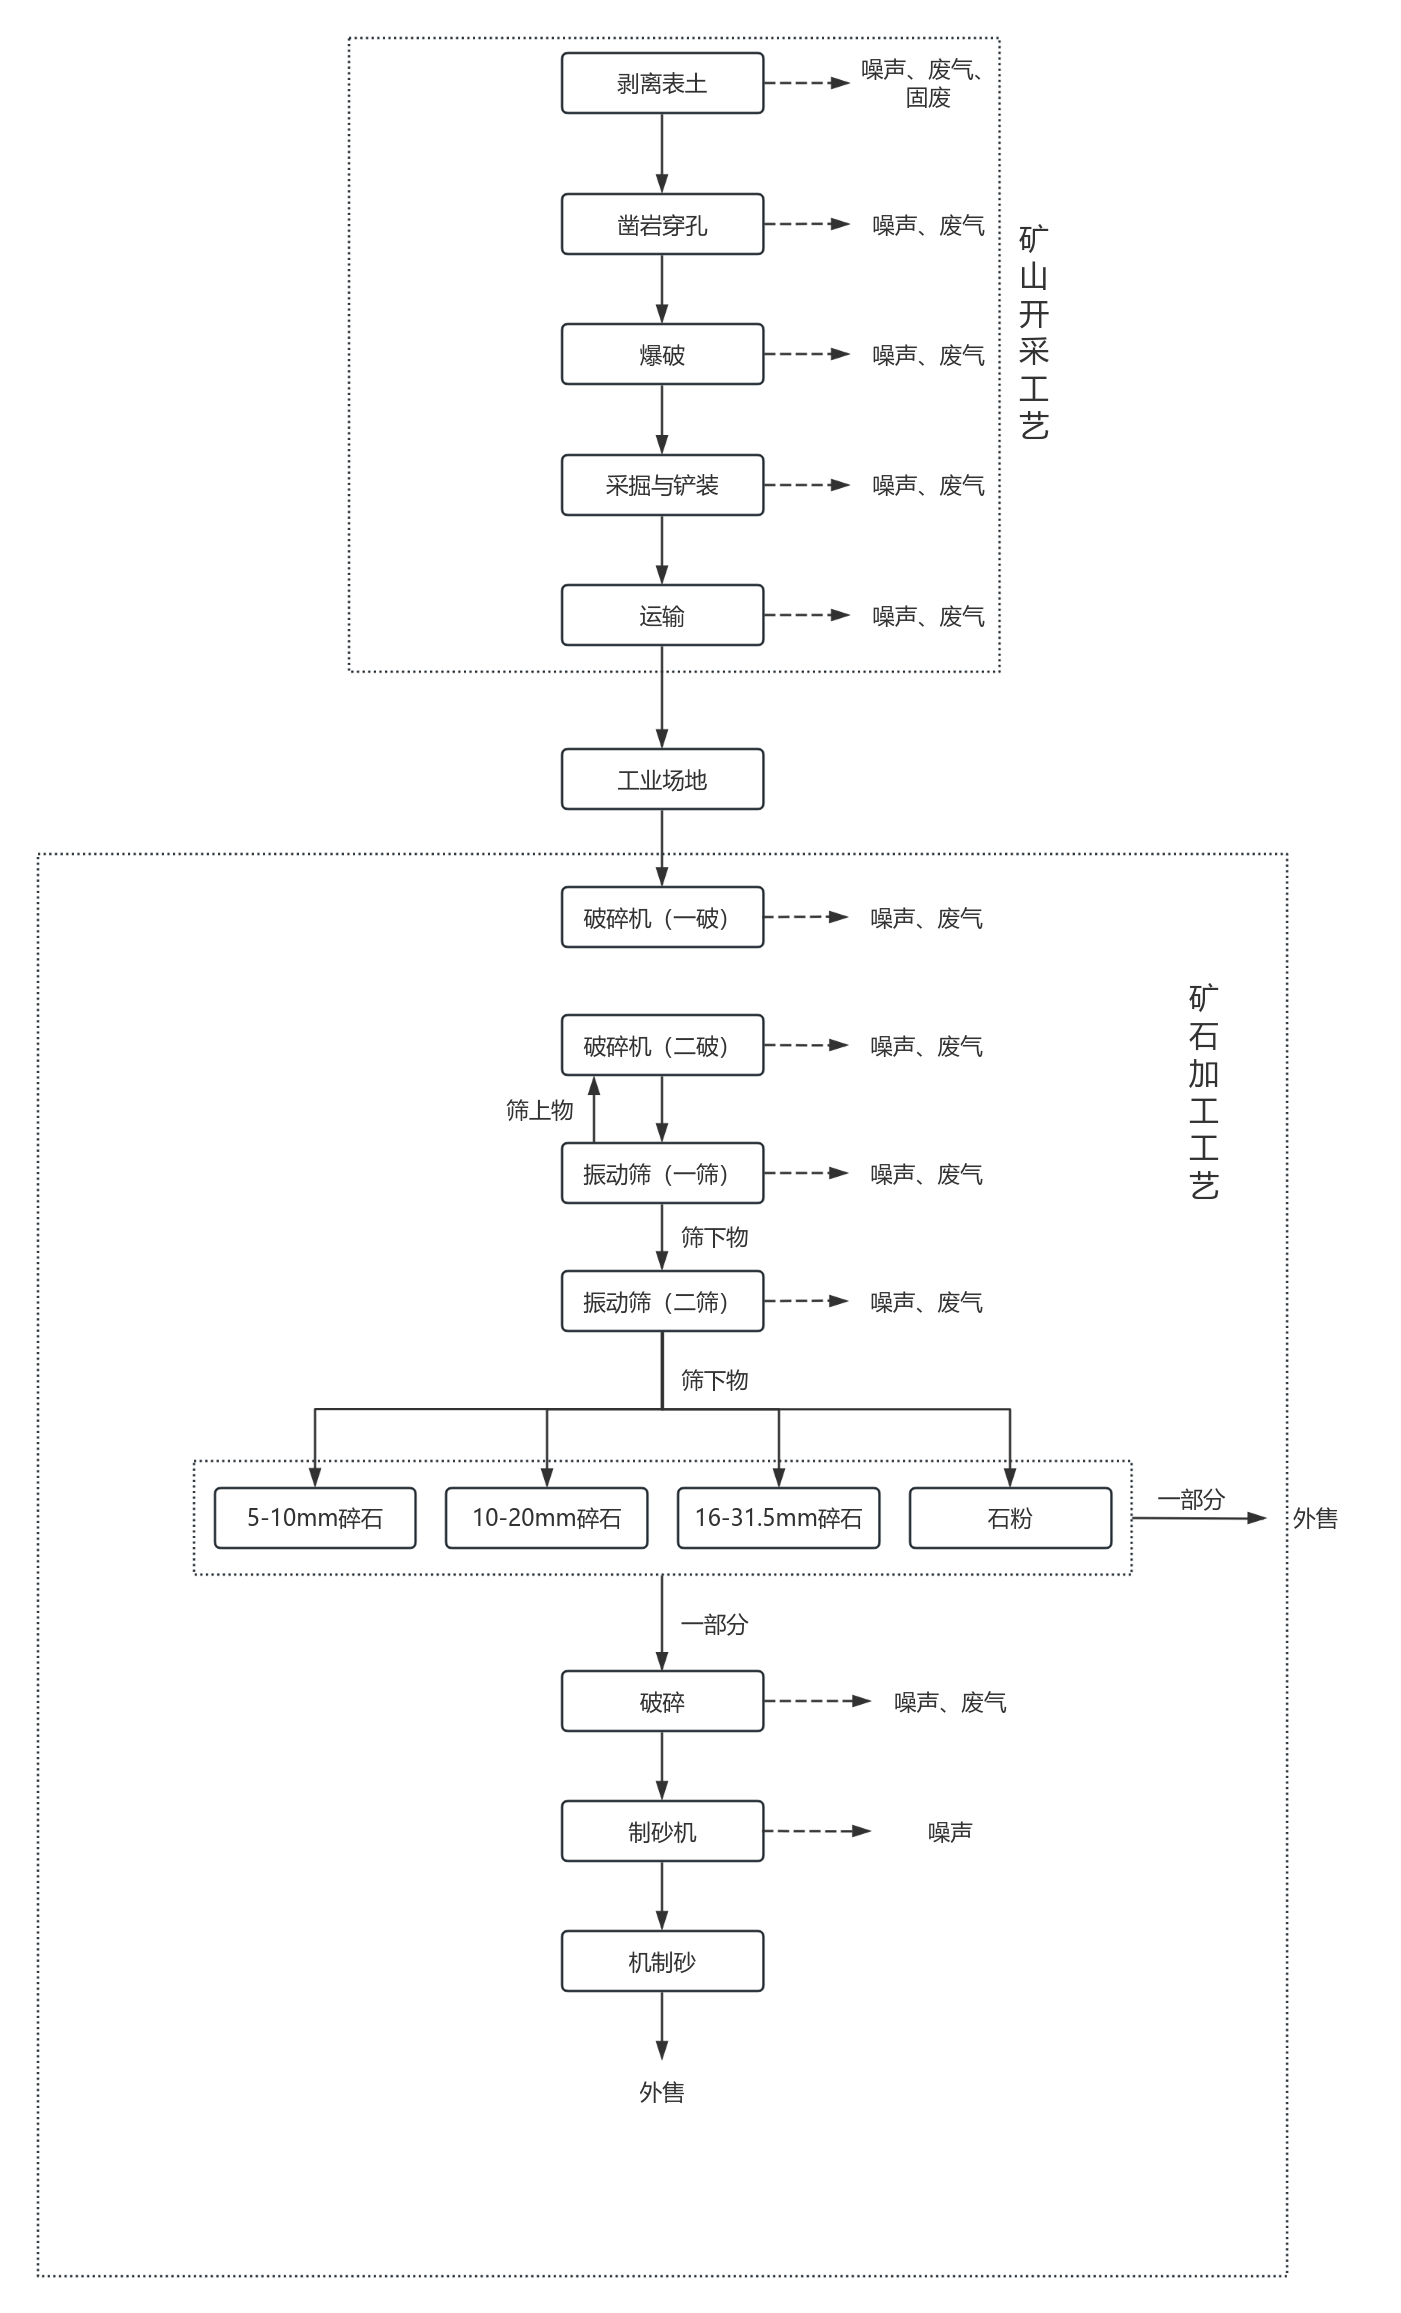 剥离表土
噪声、废气、
固废
凿岩穿孔
噪声、废气
爆破
噪声、废气
采掘与铲装
噪声、废气
运输
噪声、废气
矿山开采工艺
工业场地
破碎机（一破）
噪声、废气
破碎机（二破）
噪声、废气
筛上物
振动筛（一筛）
噪声、废气
筛下物
振动筛（二筛）
噪声、废气
矿石加工工艺
筛下物
5-10mm碎石
10-20mm碎石
16-31.5mm碎石
石粉
一部分
外售
一部分
破碎
噪声、废气
制砂机
噪声
机制砂
外售